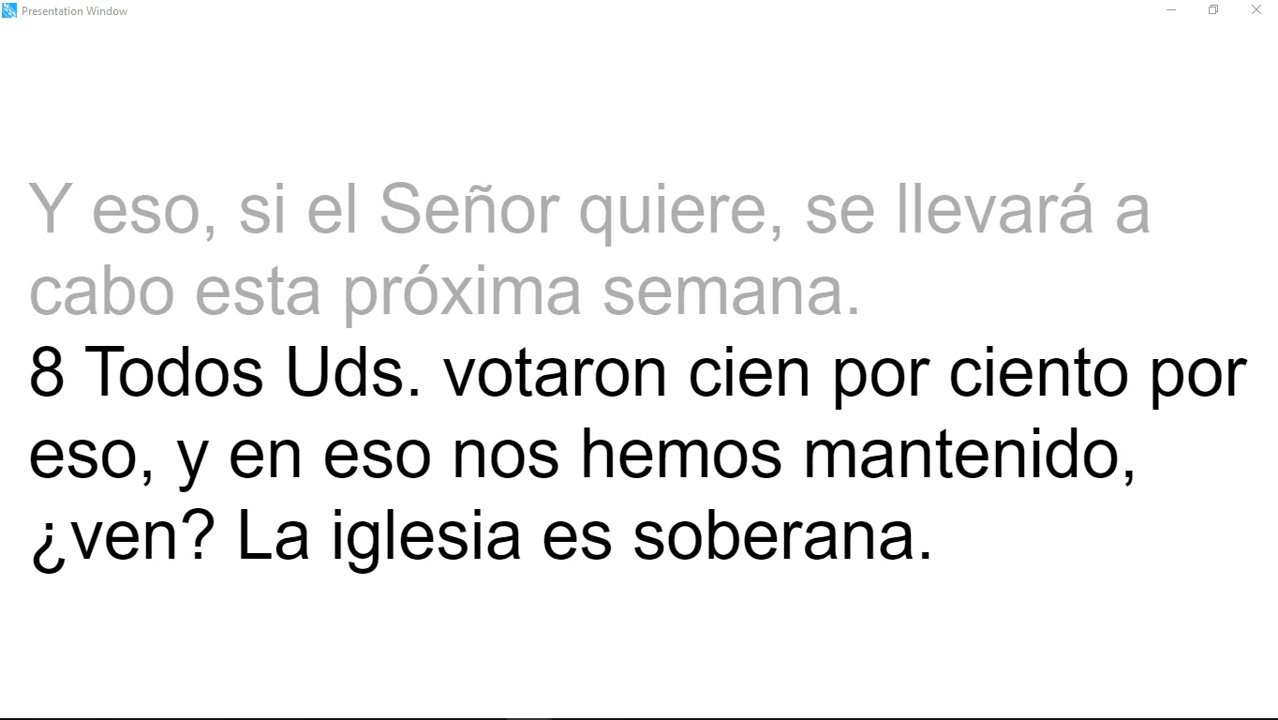 Presentation Window
Y eso, si el Señor quiere, se llevará a
cabo esta próxima semana.
8 Todos Uds. votaron cien por ciento por
eso, y en eso nos hemos mantenido,
¿ven? La iglesia es soberana.